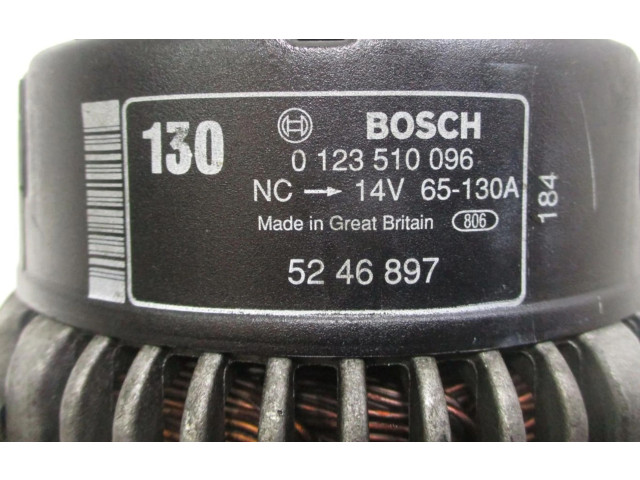 130 BOSCH
0 123 510 096
NC → 14V 65-130A
Made in Great Britain 806
52 46 897
184